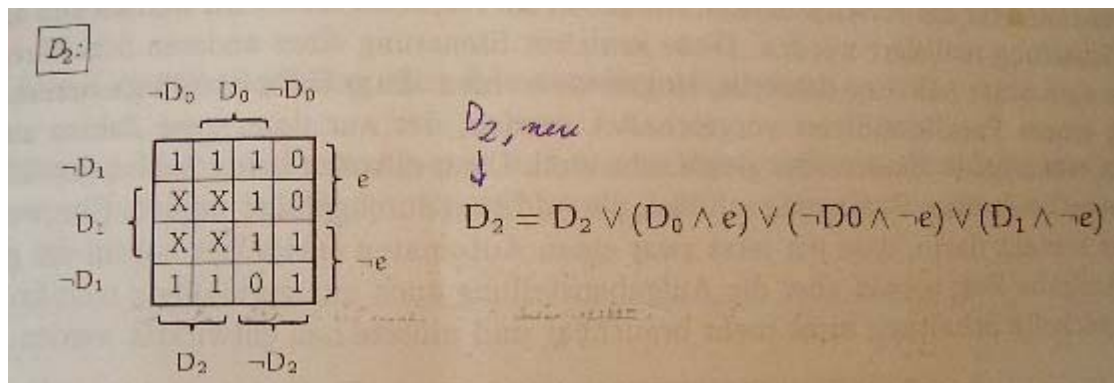 D₂:
¬D₀ D₀ ¬D₀
D₂, neu
¬D₁ 1 1 1 0
e
X X 1 0
D₁
D₂ = D₂ ∨ (D₀ ∧ e) ∨ (¬D0 ∧ ¬e) ∨ (D₁ ∧ ¬e)
X X 1 1
¬e
¬D₁ 1 1 0 1
D₂ ¬D₂